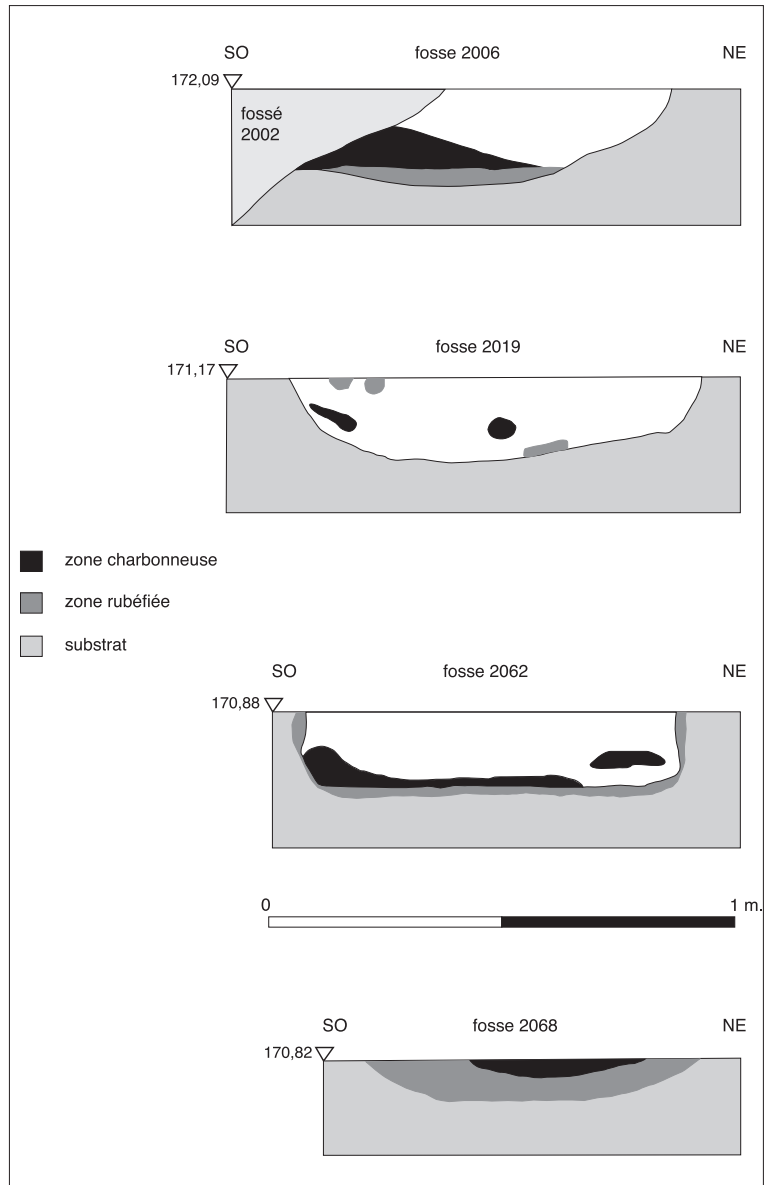 SO fosse 2006 NE
172,09
fossé
2002
SO fosse 2019 NE
171,17
zone charbonneuse
zone rubéfiée
substrat
SO fosse 2062 NE
170,88
0 1 m.
SO fosse 2068 NE
170,82